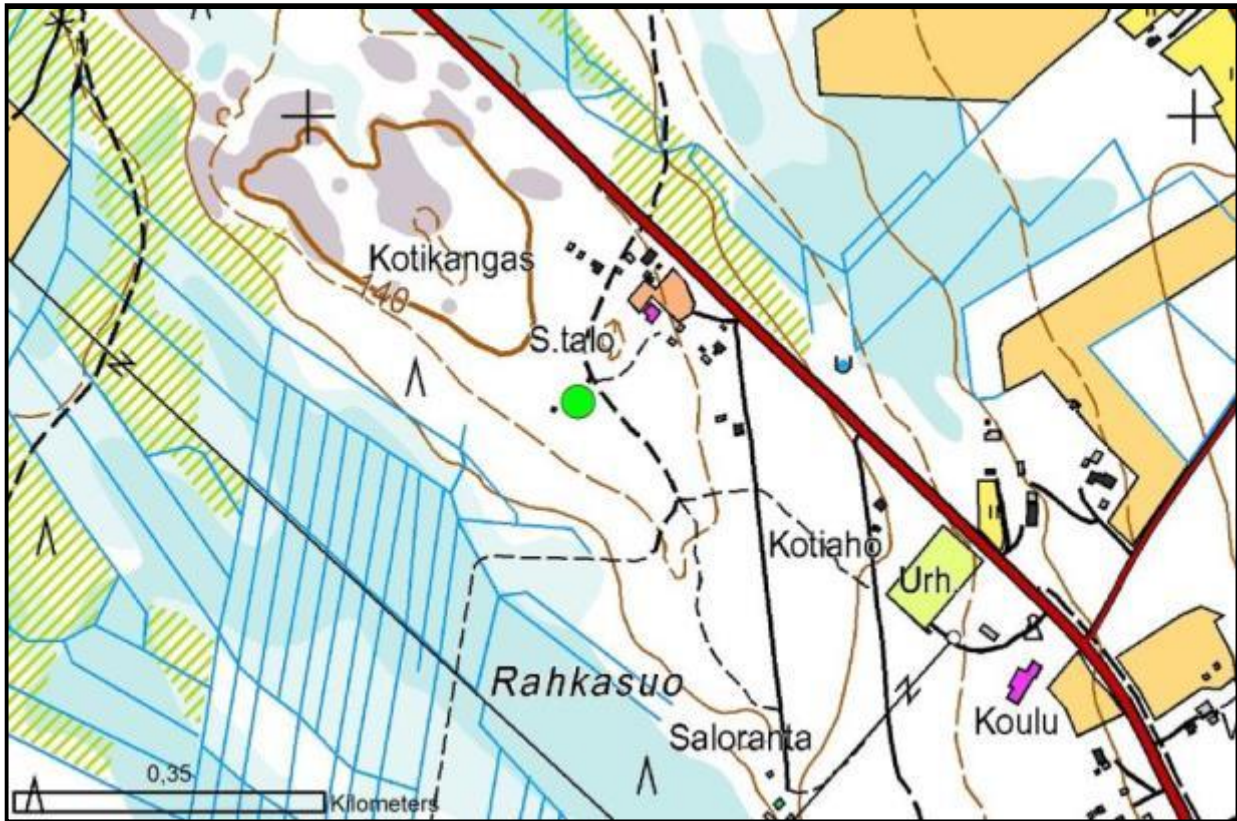 Kotikangas
140
S.talo
Kotiaho
Urh.
Rahkasuo
Koulu
Saloranta
0,35
Kilometers